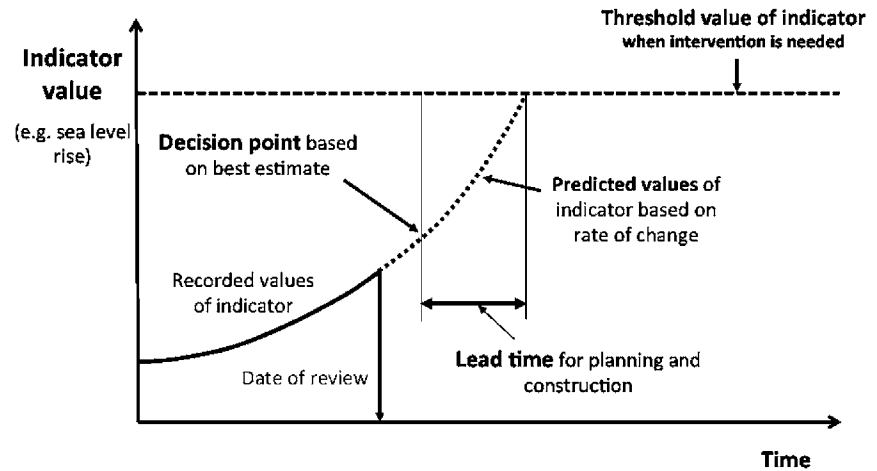 Threshold value of indicator
when intervention is needed
Indicator
value
(e.g. sea level
rise)
Decision point based
on best estimate
Predicted values of
indicator based on
rate of change
Recorded values
of indicator
Lead time for planning and
construction
Date of review
Time